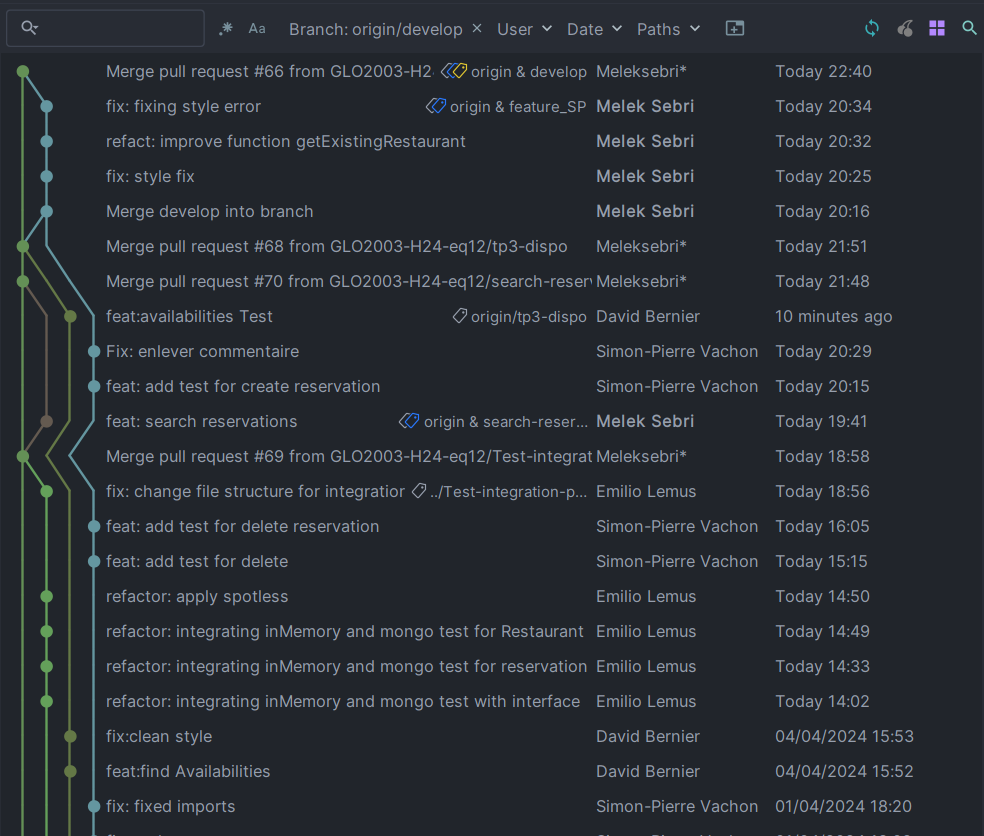 Aa Branch: origin/develop × User Date Paths
Merge pull request #66 from GLO2003-H2 origin & develop Meleksebri* Today 22:40
fix: fixing style error origin & feature_SP Melek Sebri Today 20:34
refact: improve function getExistingRestaurant Melek Sebri Today 20:32
fix: style fix Melek Sebri Today 20:25
Merge develop into branch Melek Sebri Today 20:16
Merge pull request #68 from GLO2003-H24-eq12/tp3-dispo Meleksebri* Today 21:51
Merge pull request #70 from GLO2003-H24-eq12/search-reser Meleksebri* Today 21:48
feat:availabilities Test origin/tp3-dispo David Bernier 10 minutes ago
Fix: enlever commentaire Simon-Pierre Vachon Today 20:29
feat: add test for create reservation Simon-Pierre Vachon Today 20:15
feat: search reservations origin & search-reser... Melek Sebri Today 19:41
Merge pull request #69 from GLO2003-H24-eq12/Test-integrat Meleksebri* Today 18:58
fix: change file structure for integratior ../Test-integration-p... Emilio Lemus Today 18:56
feat: add test for delete reservation Simon-Pierre Vachon Today 16:05
feat: add test for delete Simon-Pierre Vachon Today 15:15
refactor: apply spotless Emilio Lemus Today 14:50
refactor: integrating inMemory and mongo test for Restaurant Emilio Lemus Today 14:49
refactor: integrating inMemory and mongo test for reservation Emilio Lemus Today 14:33
refactor: integrating inMemory and mongo test with interface Emilio Lemus Today 14:02
fix:clean style David Bernier 04/04/2024 15:53
feat:find Availabilities David Bernier 04/04/2024 15:52
fix: fixed imports Simon-Pierre Vachon 01/04/2024 18:20